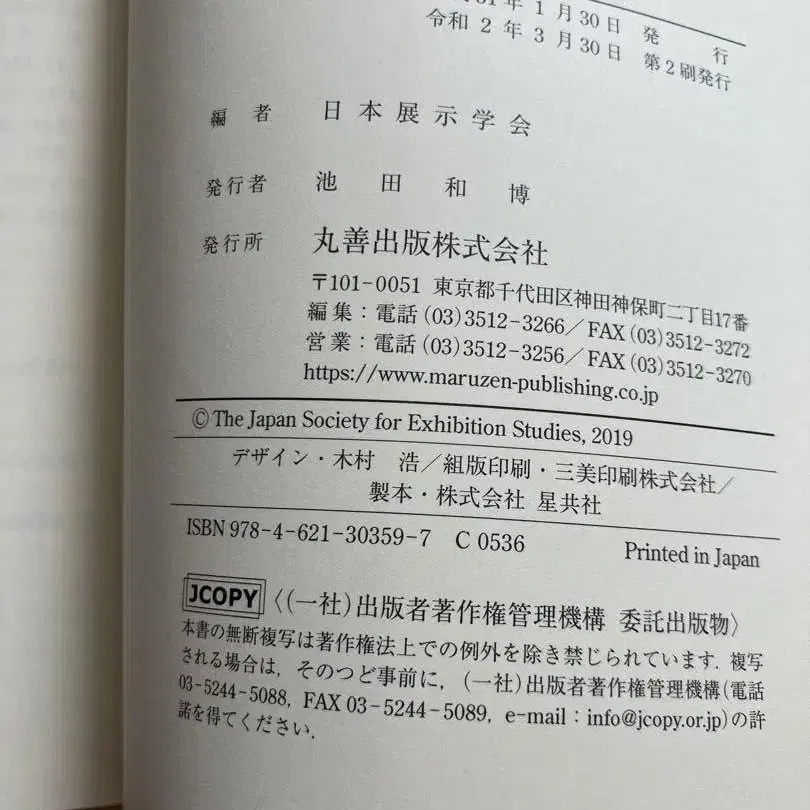 31年1月30日 発 行
令和2年3月30日 第2刷発行
編 者 日本展示学会
発行者 池 田 和 博
発行所 丸善出版株式会社
〒101-0051 東京都千代田区神田神保町二丁目17番
編集：電話(03)3512-3266／FAX(03)3512-3272
営業：電話(03)3512-3256／FAX(03)3512-3270
https://www.maruzen-publishing.co.jp
© The Japan Society for Exhibition Studies, 2019
デザイン・木村 浩／組版印刷・三美印刷株式会社／
製本・株式会社 星共社
ISBN 978-4-621-30359-7 C 0536 Printed in Japan
JCOPY 〈(一社)出版者著作権管理機構 委託出版物〉
本書の無断複写は著作権法上での例外を除き禁じられています．複写
される場合は，そのつど事前に，(一社)出版者著作権管理機構(電話
03-5244-5088，FAX 03-5244-5089，e-mail：info@jcopy.or.jp)の許
諾を得てください．